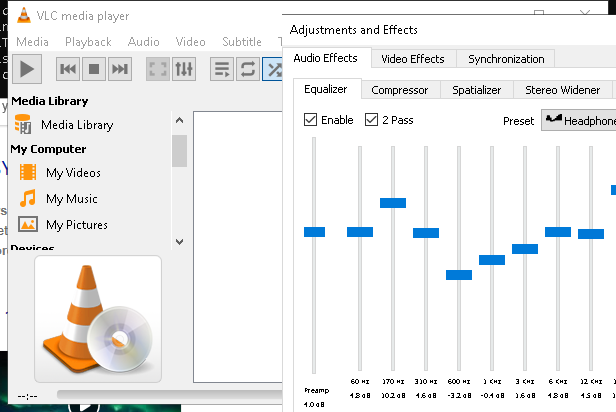 VLC media player
Media Playback Audio Video Subtitle
Media Library
Media Library
My Computer
My Videos
My Music
My Pictures
Devices
--:--
Adjustments and Effects
Audio Effects Video Effects Synchronization
Equalizer Compressor Spatializer Stereo Widener
Enable 2 Pass Preset Headphone
60 Hz 170 Hz 310 Hz 600 Hz 1 KHz 3 KHz 6 KHz 12 KHz
Preamp 4.8 dB 10.2 dB 4.6 dB -3.2 dB -0.4 dB 1.6 dB 4.8 dB 4.5 dB
4.0 dB